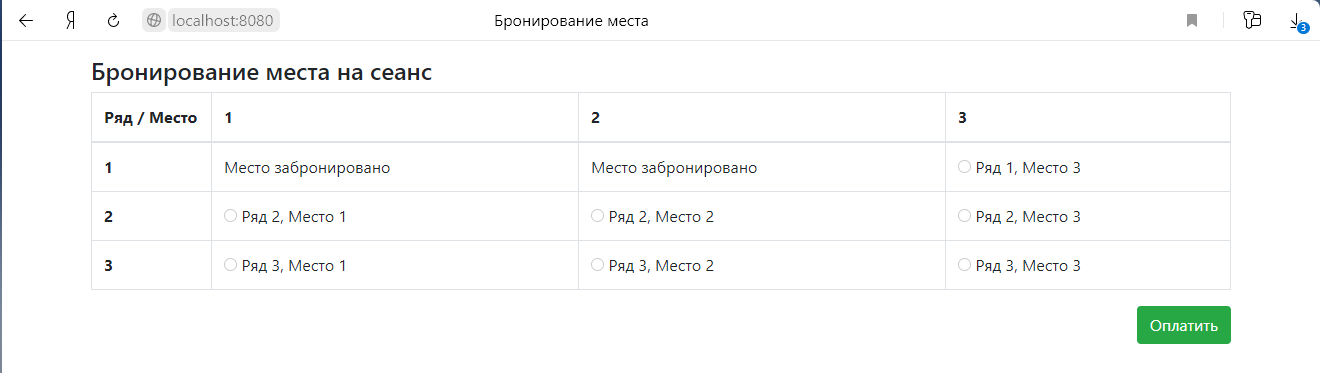 Я localhost:8080 Бронирование места 3
Бронирование места на сеанс
Ряд / Место 1 2 3
1 Место забронировано Место забронировано Ряд 1, Место 3
2 Ряд 2, Место 1 Ряд 2, Место 2 Ряд 2, Место 3
3 Ряд 3, Место 1 Ряд 3, Место 2 Ряд 3, Место 3
Оплатить